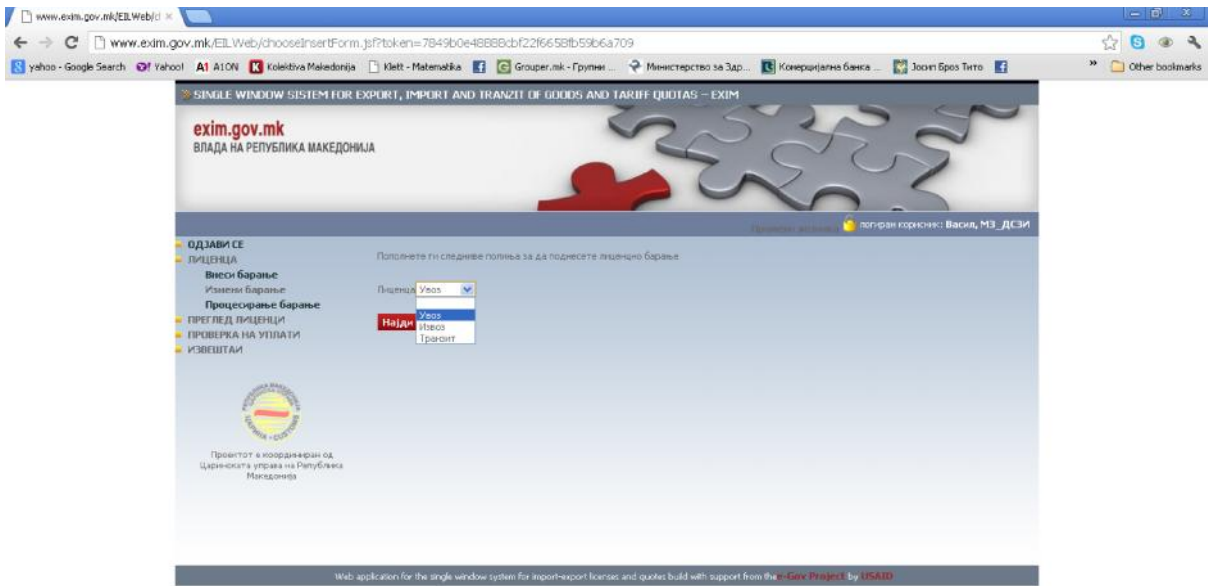 www.exim.gov.mk/EILWeb/cl
www.exim.gov.mk/EILWeb/chooseInsertForm.jsf?token=7849b0e48888cbf22f6658fb59b6a709
yahoo - Google Search Yahoo! A1 A1ON Kolektiva Makedonija Klett - Matematika Grouper.mk - Групни ... Министерство за Здр... Комерцијална банка ... Јосип Броз Тито » Other bookmarks
SINGLE WINDOW SISTEM FOR EXPORT, IMPORT AND TRANZIT OF GOODS AND TARIFF QUOTAS – EXIM
exim.gov.mk
ВЛАДА НА РЕПУБЛИКА МАКЕДОНИЈА
логиран корисник: Васил, МЗ_ДСЗИ
ОДЈАВИ СЕ
ЛИЦЕНЦА
Внеси барање
Измени барање
Процесирање барање
ПРЕГЛЕД ЛИЦЕНЦИ
ПРОВЕРКА НА УПЛАТИ
ИЗВЕШТАИ
Пополнете ги следниве полиња за да поднесете лиценцно барање
Лиценца Увоз
Увоз
Извоз
Транзит
Најди
РЕПУБЛИКА МАКЕДОНИЈА
ЦАРИНА - CUSTOMS
Проектот е координиран од
Царинската управа на Република
Македонија
Web application for the single window system for import-export licenses and quotes build with support from the e-Gov Project by USAID